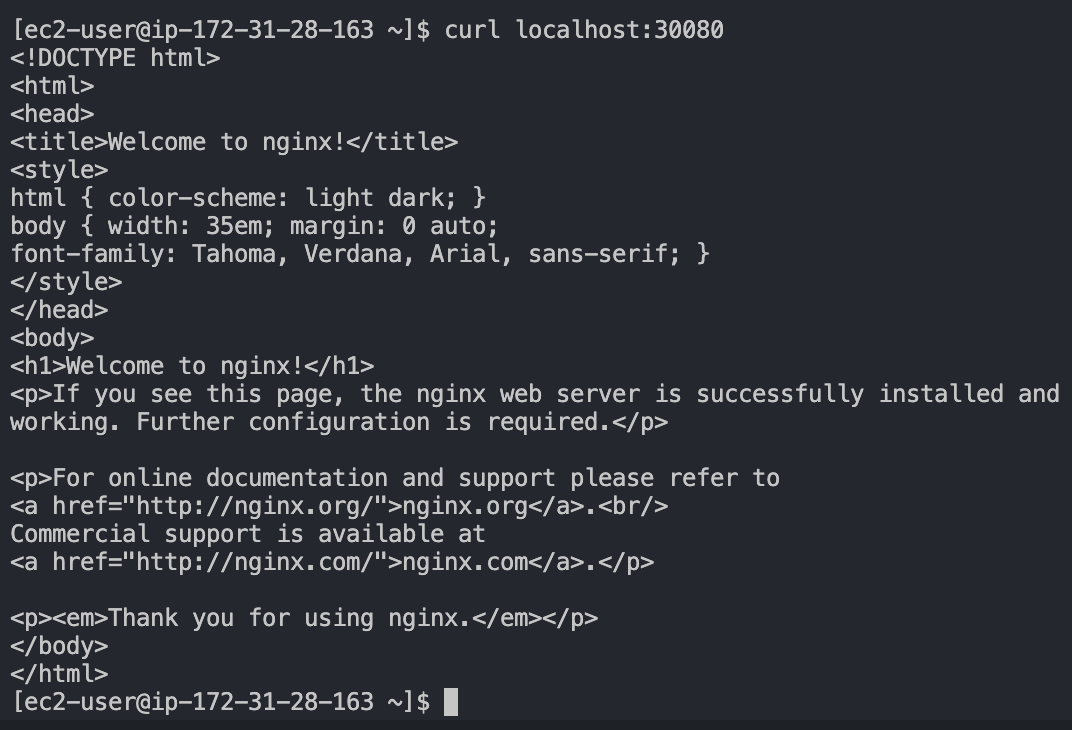 [ec2-user@ip-172-31-28-163 ~]$ curl localhost:30080
<!DOCTYPE html>
<html>
<head>
<title>Welcome to nginx!</title>
<style>
html { color-scheme: light dark; }
body { width: 35em; margin: 0 auto;
font-family: Tahoma, Verdana, Arial, sans-serif; }
</style>
</head>
<body>
<h1>Welcome to nginx!</h1>
<p>If you see this page, the nginx web server is successfully installed and
working. Further configuration is required.</p>

<p>For online documentation and support please refer to
<a href="http://nginx.org/">nginx.org</a>.<br/>
Commercial support is available at
<a href="http://nginx.com/">nginx.com</a>.</p>

<p><em>Thank you for using nginx.</em></p>
</body>
</html>
[ec2-user@ip-172-31-28-163 ~]$